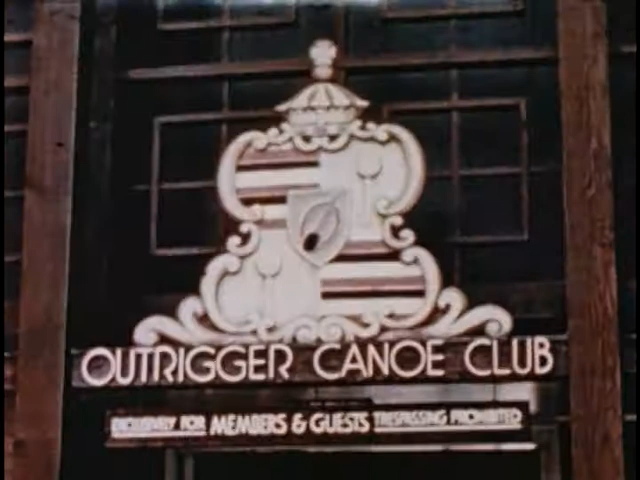 OUTRIGGER CANOE CLUB
EXCLUSIVELY FOR MEMBERS & GUESTS TRESPASSING PROHIBITED